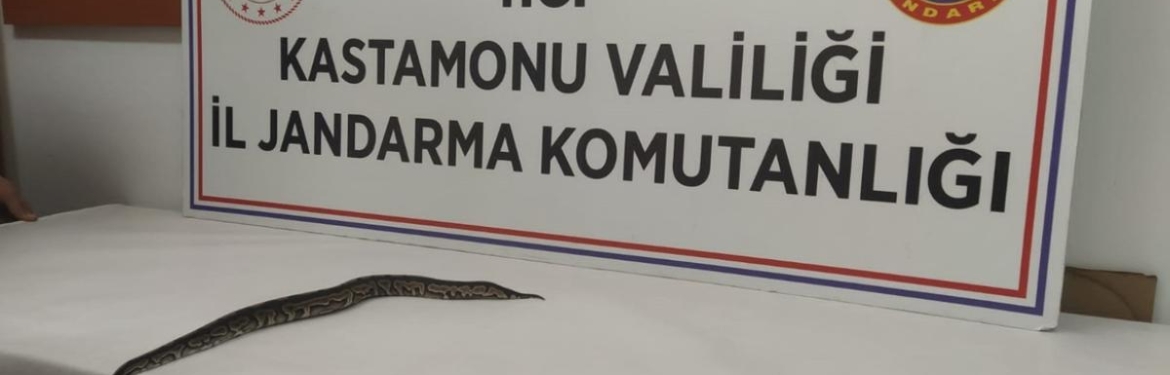 KASTAMONU VALİLİĞİ
İL JANDARMA KOMUTANLIĞI